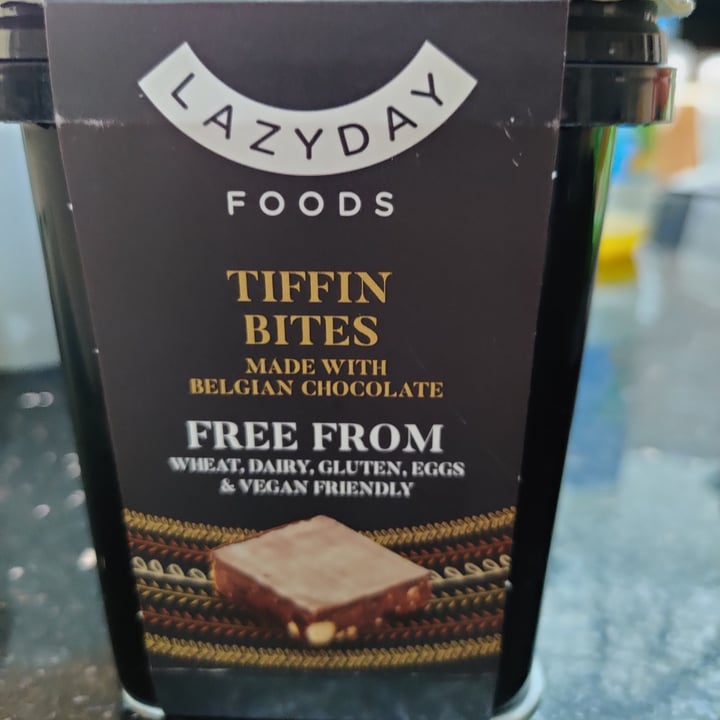 LAZYDAY
FOODS
TIFFIN
BITES
MADE WITH
BELGIAN CHOCOLATE
FREE FROM
WHEAT, DAIRY, GLUTEN, EGGS
& VEGAN FRIENDLY